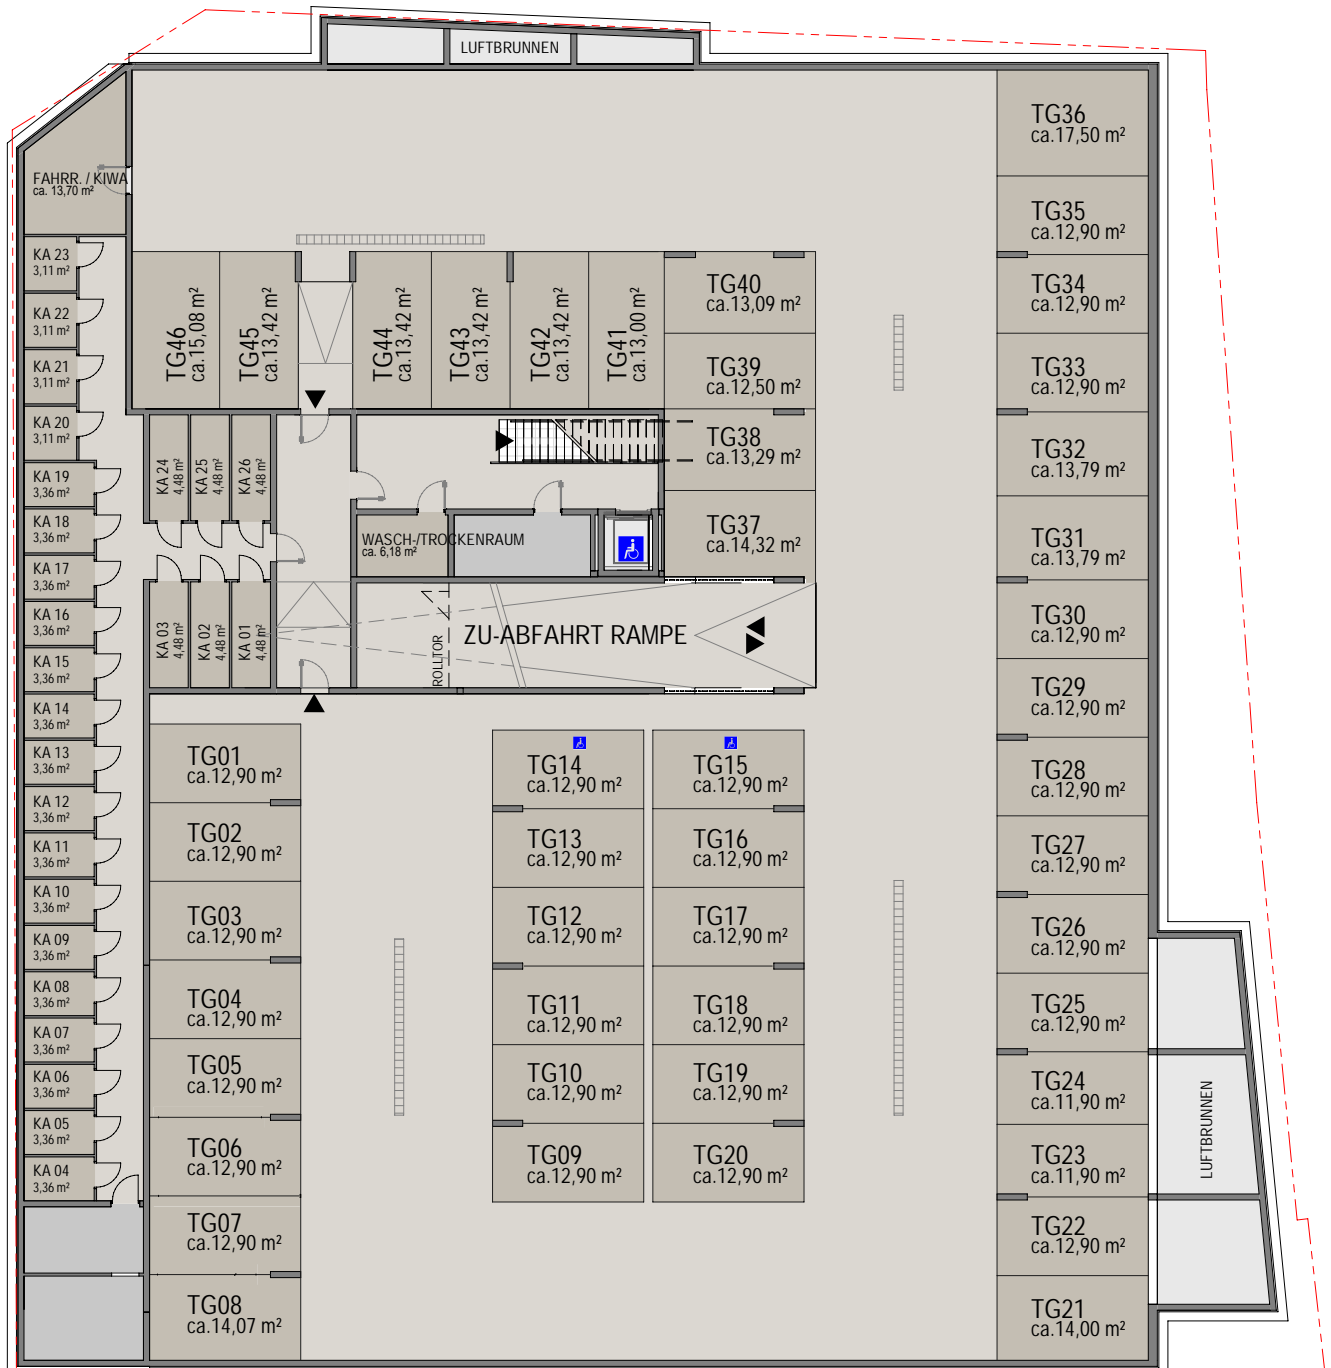 LUFTBRUNNEN
FAHRR. / KIWA
ca. 13,70 m²
KA 23
3,11 m²
KA 22
3,11 m²
KA 21
3,11 m²
KA 20
3,11 m²
KA 19
3,36 m²
KA 18
3,36 m²
KA 17
3,36 m²
KA 16
3,36 m²
KA 15
3,36 m²
KA 14
3,36 m²
KA 13
3,36 m²
KA 12
3,36 m²
KA 11
3,36 m²
KA 10
3,36 m²
KA 09
3,36 m²
KA 08
3,36 m²
KA 07
3,36 m²
KA 06
3,36 m²
KA 05
3,36 m²
KA 04
3,36 m²
TG46
ca.15,08 m²
TG45
ca.13,42 m²
TG44
ca.13,42 m²
TG43
ca.13,42 m²
TG42
ca.13,42 m²
TG41
ca.13,00 m²
TG40
ca.13,09 m²
TG39
ca.12,50 m²
TG38
ca.13,29 m²
TG37
ca.14,32 m²
KA 24
4,48 m²
KA 25
4,48 m²
KA 26
4,48 m²
KA 03
4,48 m²
KA 02
4,48 m²
KA 01
4,48 m²
WASCH-/TROCKENRAUM
ca. 6,18 m²
ROLLTOR
ZU-ABFAHRT RAMPE
TG01
ca.12,90 m²
TG02
ca.12,90 m²
TG03
ca.12,90 m²
TG04
ca.12,90 m²
TG05
ca.12,90 m²
TG06
ca.12,90 m²
TG07
ca.12,90 m²
TG08
ca.14,07 m²
TG14
ca.12,90 m²
TG13
ca.12,90 m²
TG12
ca.12,90 m²
TG11
ca.12,90 m²
TG10
ca.12,90 m²
TG09
ca.12,90 m²
TG15
ca.12,90 m²
TG16
ca.12,90 m²
TG17
ca.12,90 m²
TG18
ca.12,90 m²
TG19
ca.12,90 m²
TG20
ca.12,90 m²
TG36
ca.17,50 m²
TG35
ca.12,90 m²
TG34
ca.12,90 m²
TG33
ca.12,90 m²
TG32
ca.13,79 m²
TG31
ca.13,79 m²
TG30
ca.12,90 m²
TG29
ca.12,90 m²
TG28
ca.12,90 m²
TG27
ca.12,90 m²
TG26
ca.12,90 m²
TG25
ca.12,90 m²
TG24
ca.11,90 m²
TG23
ca.11,90 m²
TG22
ca.12,90 m²
TG21
ca.14,00 m²
LUFTBRUNNEN